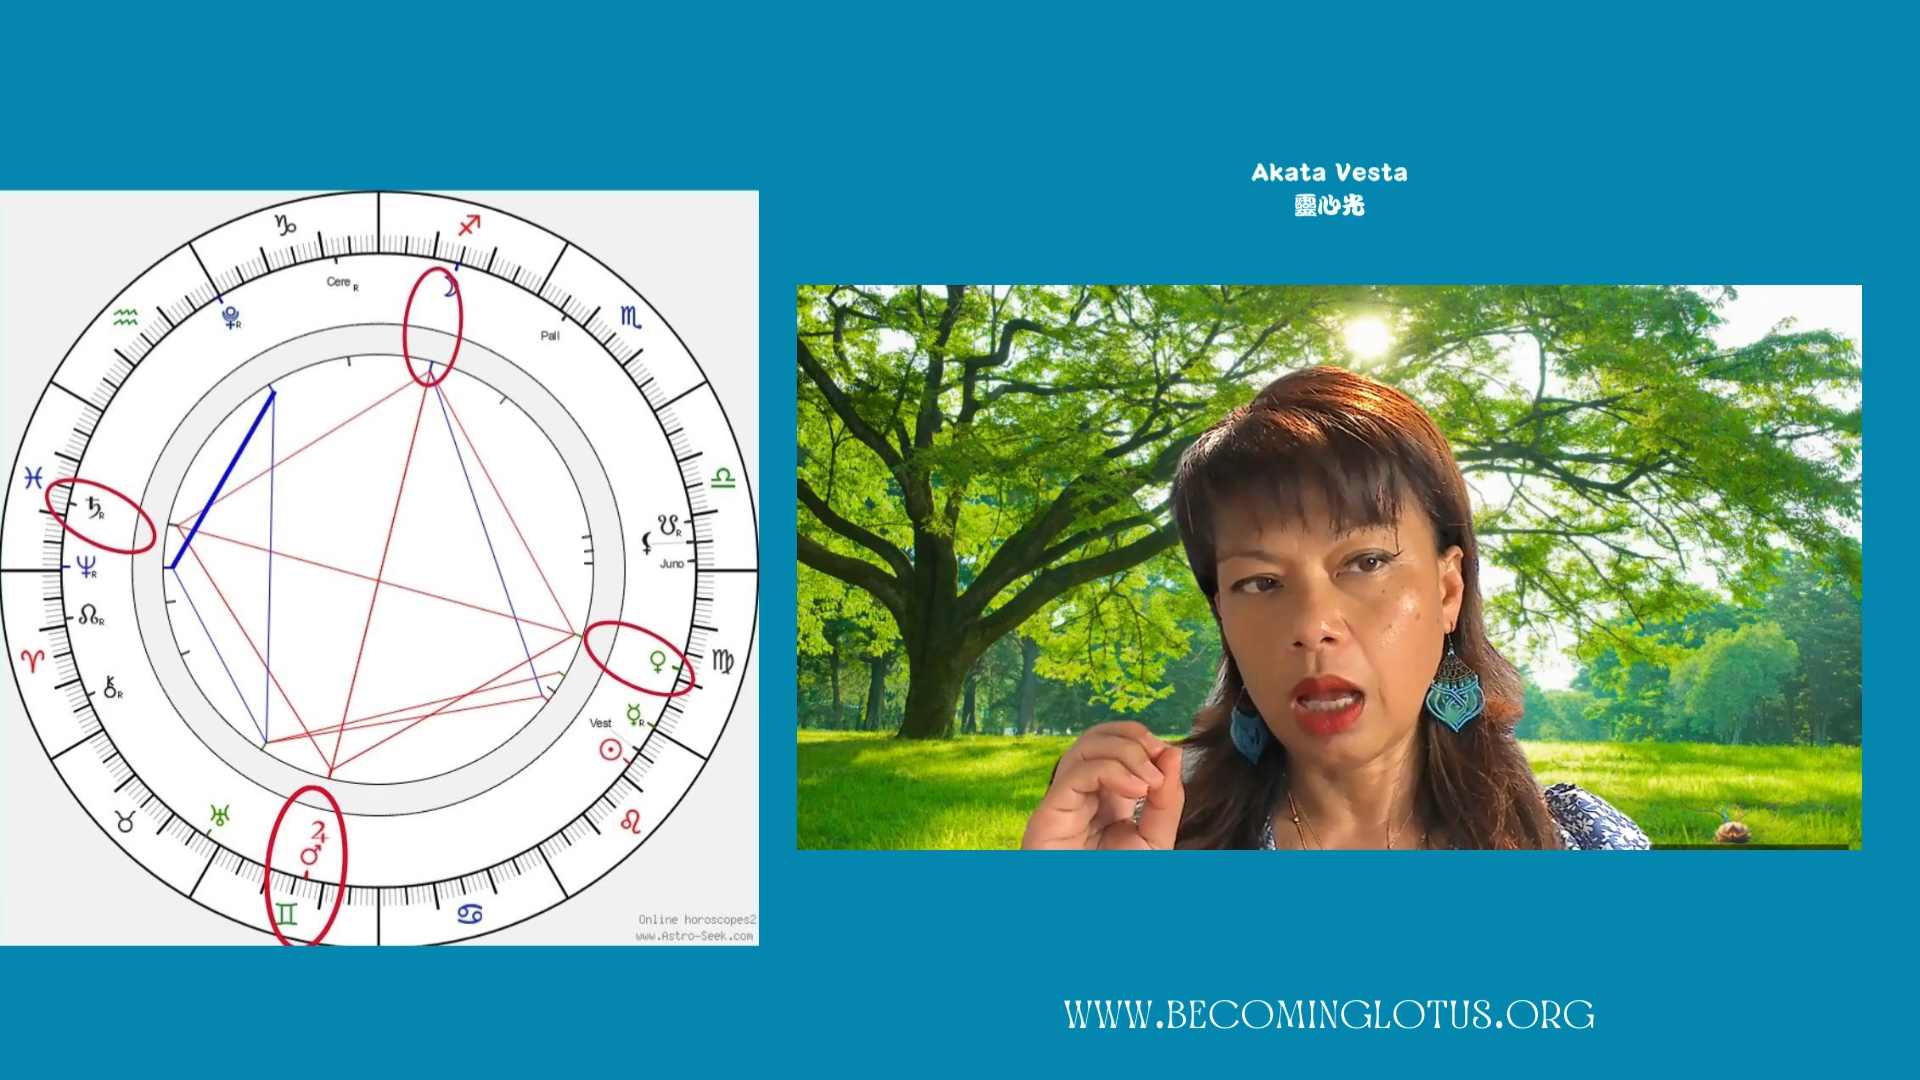 Akata Vesta
靈心光
Cere R
Pall
Juno
Vest
Online horoscopes2
www.Astro-Seek.com
WWW.BECOMINGLOTUS.ORG